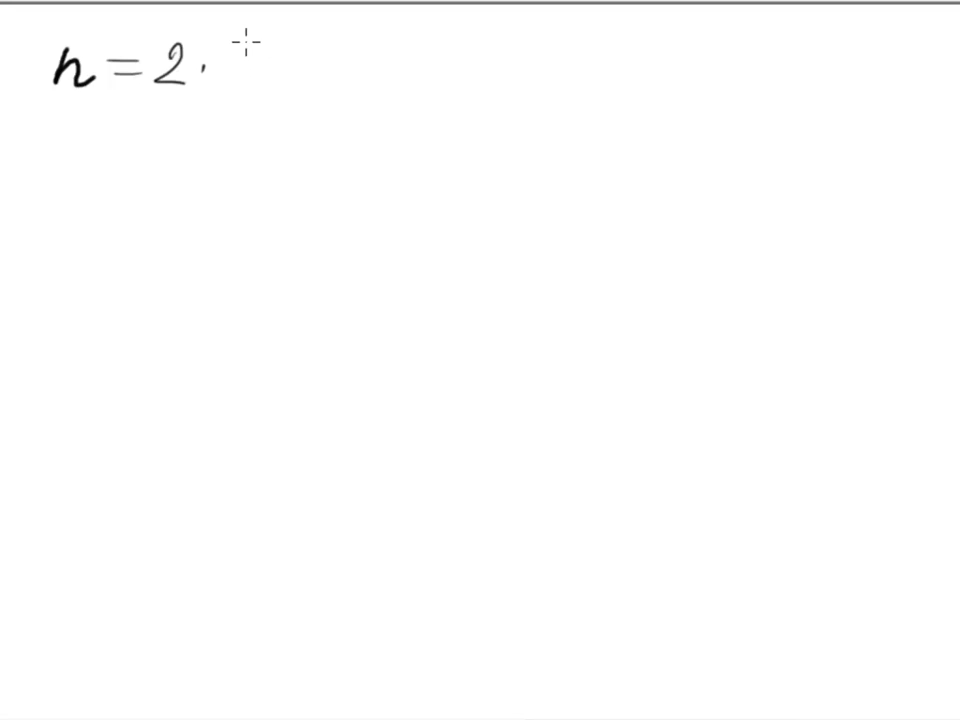 n = 2 ·